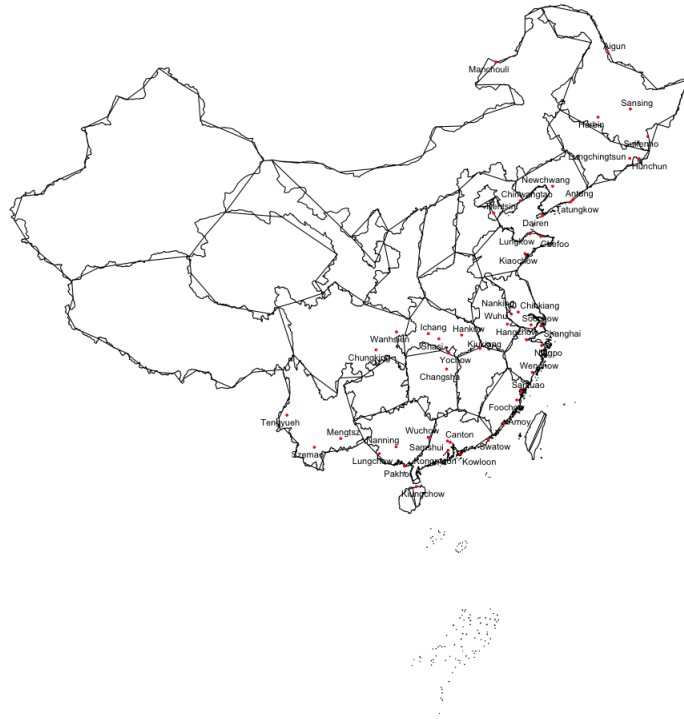 Aigun
Manchouli
Sansing
Harbin
Suifenho
Lungchingtsun
Hunchun
Newchwang
Chinwangtao
Antung
Tientsin
Tatungkow
Dairen
Lungkow
Chefoo
Kiaochow
Nanking
Chinkiang
Wuhu
Soochow
Ichang
Hankow
Hangchow
Shanghai
Wanhsien
Shasi
Kiukiang
Ningpo
Chungking
Yochow
Wenchow
Changsha
Santuao
Foochow
Tengyueh
Amoy
Mengtsz
Wuchow
Canton
Nanning
Samshui
Swatow
Szemao
Lungchow
Kongmoon
Kowloon
Pakhoi
Kiungchow